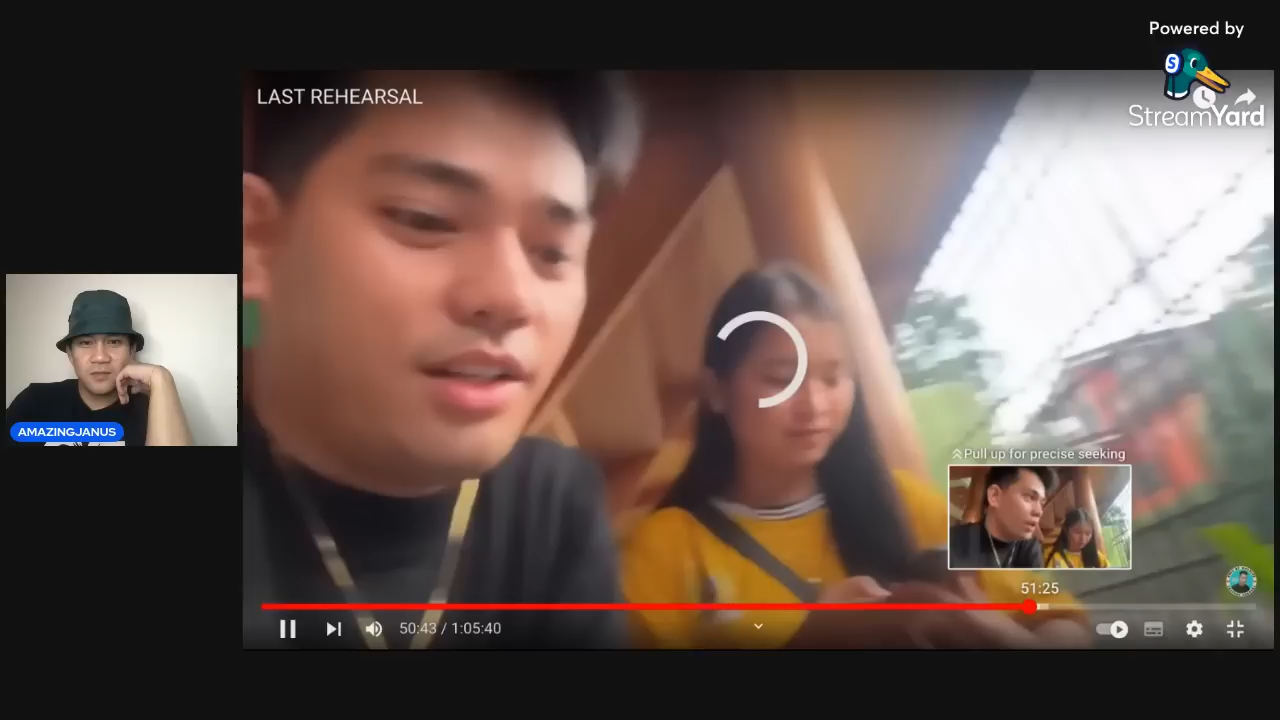 Powered by
StreamYard
LAST REHEARSAL
AMAZINGJANUS
Pull up for precise seeking
51:25
50:43 / 1:05:40